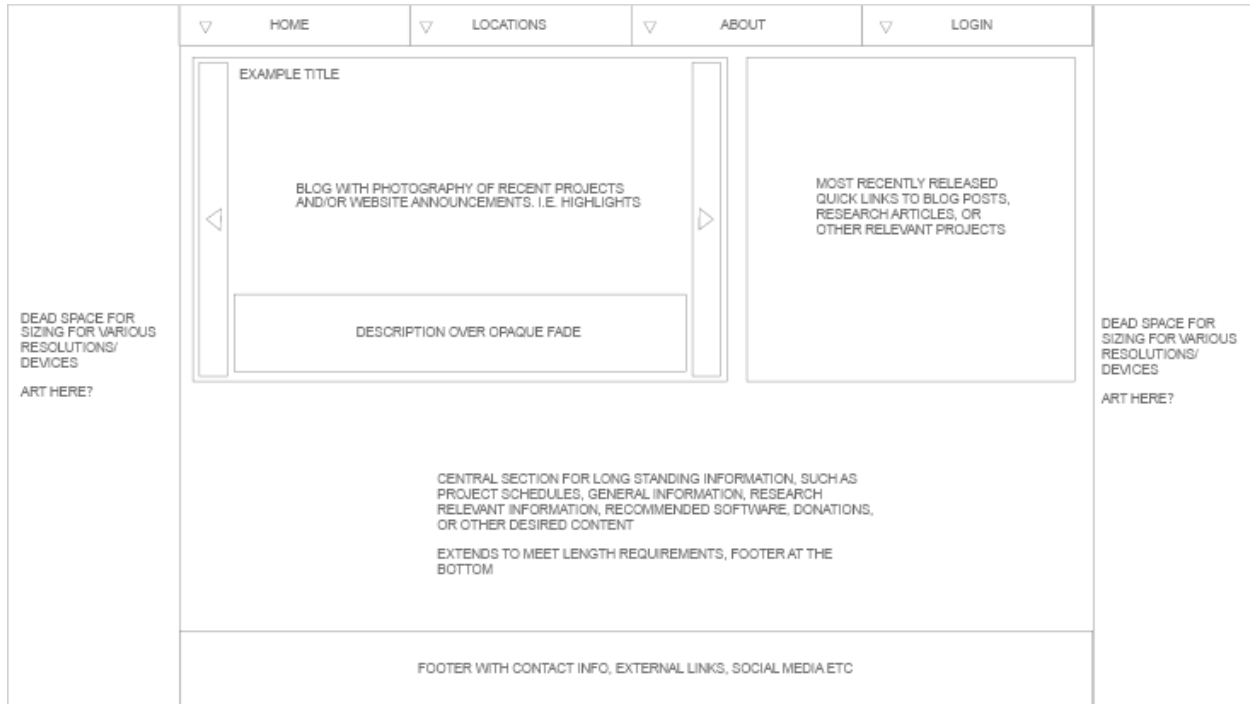 HOME
LOCATIONS
ABOUT
LOGIN
EXAMPLE TITLE
BLOG WITH PHOTOGRAPHY OF RECENT PROJECTS
AND/OR WEBSITE ANNOUNCEMENTS. I.E. HIGHLIGHTS
DESCRIPTION OVER OPAQUE FADE
MOST RECENTLY RELEASED
QUICK LINKS TO BLOG POSTS,
RESEARCH ARTICLES, OR
OTHER RELEVANT PROJECTS
DEAD SPACE FOR
SIZING FOR VARIOUS
RESOLUTIONS/
DEVICES
ART HERE?
DEAD SPACE FOR
SIZING FOR VARIOUS
RESOLUTIONS/
DEVICES
ART HERE?
CENTRAL SECTION FOR LONG STANDING INFORMATION, SUCH AS
PROJECT SCHEDULES, GENERAL INFORMATION, RESEARCH
RELEVANT INFORMATION, RECOMMENDED SOFTWARE, DONATIONS,
OR OTHER DESIRED CONTENT
EXTENDS TO MEET LENGTH REQUIREMENTS, FOOTER AT THE
BOTTOM
FOOTER WITH CONTACT INFO, EXTERNAL LINKS, SOCIAL MEDIA ETC